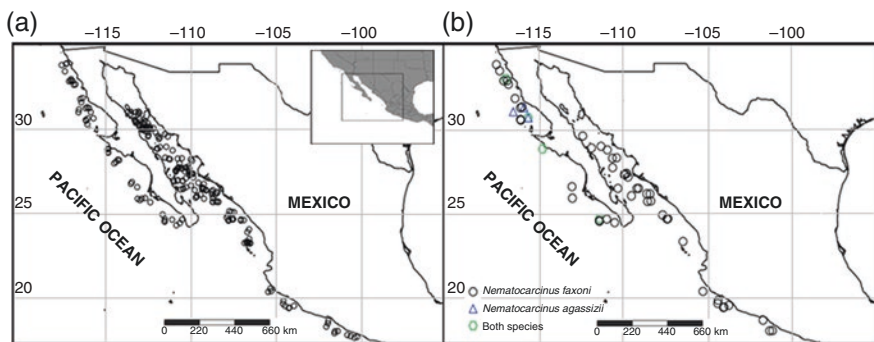 (a)
−115
−110
−105
−100
30
25
20
PACIFIC OCEAN
MEXICO
0
220
440
660 km
(b)
−115
−110
−105
−100
30
25
20
PACIFIC OCEAN
MEXICO
Nematocarcinus faxoni
Nematocarcinus agassizii
Both species
0
220
440
660 km